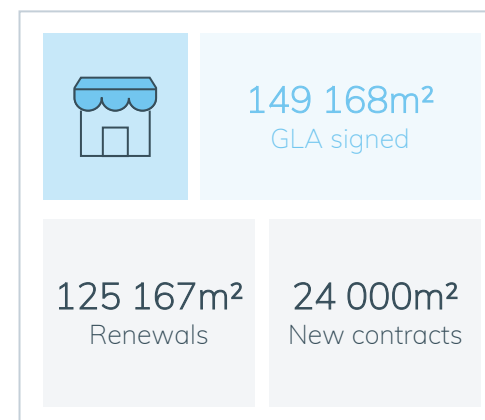 149 168m²
GLA signed
125 167m²
Renewals
24 000m²
New contracts